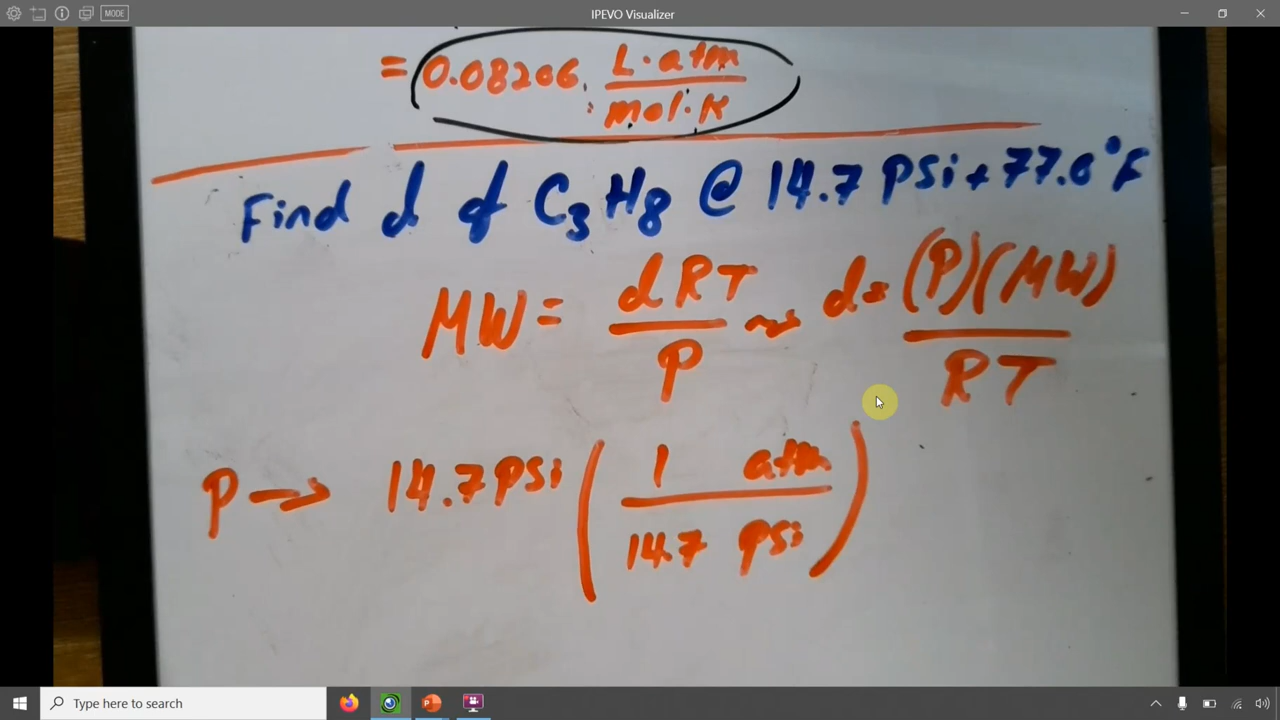 IPEVO Visualizer
MODE
= 0.08206 L·atm
mol·K
Find d of C3H8 @ 14.7 psi + 77.0°F
MW = dRT/P ⇝ d = (P)(MW)/RT
P → 14.7 psi (1 atm/14.7 psi)
Type here to search